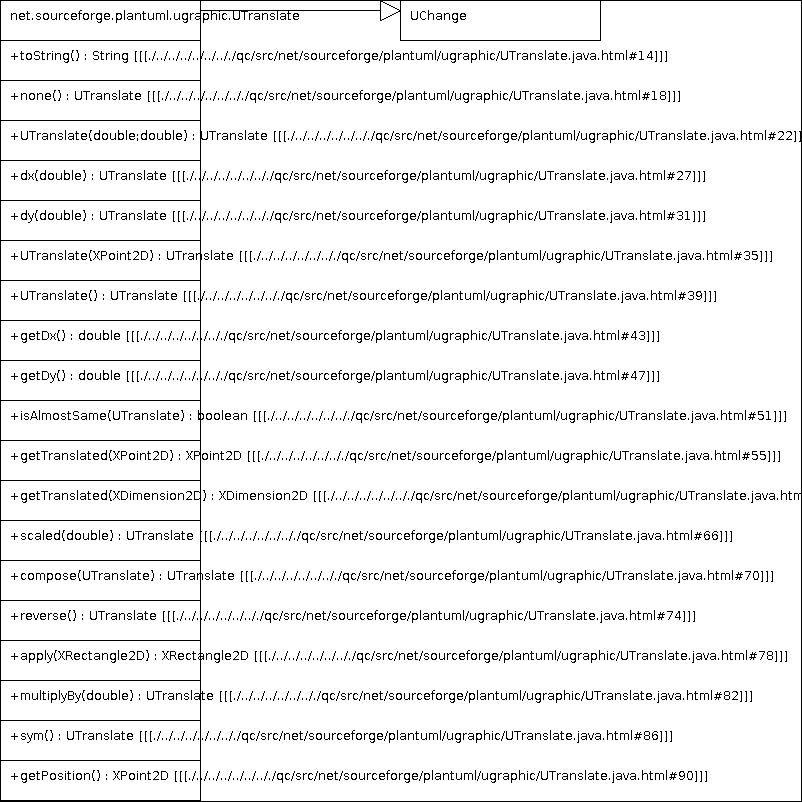 net.sourceforge.plantuml.ugraphic.UTranslate
UChange
+toString() : String [[[./../../../../../../qc/src/net/sourceforge/plantuml/ugraphic/UTranslate.java.html#14]]]
+none() : UTranslate [[[./../../../../../../qc/src/net/sourceforge/plantuml/ugraphic/UTranslate.java.html#18]]]
+UTranslate(double;double) : UTranslate [[[./../../../../../../qc/src/net/sourceforge/plantuml/ugraphic/UTranslate.java.html#22]]
+dx(double) : UTranslate [[[./../../../../../../qc/src/net/sourceforge/plantuml/ugraphic/UTranslate.java.html#27]]]
+dy(double) : UTranslate [[[./../../../../../../qc/src/net/sourceforge/plantuml/ugraphic/UTranslate.java.html#31]]]
+UTranslate(XPoint2D) : UTranslate [[[./../../../../../../qc/src/net/sourceforge/plantuml/ugraphic/UTranslate.java.html#35]]]
+UTranslate() : UTranslate [[[./../../../../../../qc/src/net/sourceforge/plantuml/ugraphic/UTranslate.java.html#39]]]
+getDx() : double [[[./../../../../../../qc/src/net/sourceforge/plantuml/ugraphic/UTranslate.java.html#43]]]
+getDy() : double [[[./../../../../../../qc/src/net/sourceforge/plantuml/ugraphic/UTranslate.java.html#47]]]
+isAlmostSame(UTranslate) : boolean [[[./../../../../../../qc/src/net/sourceforge/plantuml/ugraphic/UTranslate.java.html#51]]]
+getTranslated(XPoint2D) : XPoint2D [[[./../../../../../../qc/src/net/sourceforge/plantuml/ugraphic/UTranslate.java.html#55]]]
+getTranslated(XDimension2D) : XDimension2D [[[./../../../../../../qc/src/net/sourceforge/plantuml/ugraphic/UTranslate.java.htm
+scaled(double) : UTranslate [[[./../../../../../../qc/src/net/sourceforge/plantuml/ugraphic/UTranslate.java.html#66]]]
+compose(UTranslate) : UTranslate [[[./../../../../../../qc/src/net/sourceforge/plantuml/ugraphic/UTranslate.java.html#70]]]
+reverse() : UTranslate [[[./../../../../../../qc/src/net/sourceforge/plantuml/ugraphic/UTranslate.java.html#74]]]
+apply(XRectangle2D) : XRectangle2D [[[./../../../../../../qc/src/net/sourceforge/plantuml/ugraphic/UTranslate.java.html#78]]]
+multiplyBy(double) : UTranslate [[[./../../../../../../qc/src/net/sourceforge/plantuml/ugraphic/UTranslate.java.html#82]]]
+sym() : UTranslate [[[./../../../../../../qc/src/net/sourceforge/plantuml/ugraphic/UTranslate.java.html#86]]]
+getPosition() : XPoint2D [[[./../../../../../../qc/src/net/sourceforge/plantuml/ugraphic/UTranslate.java.html#90]]]